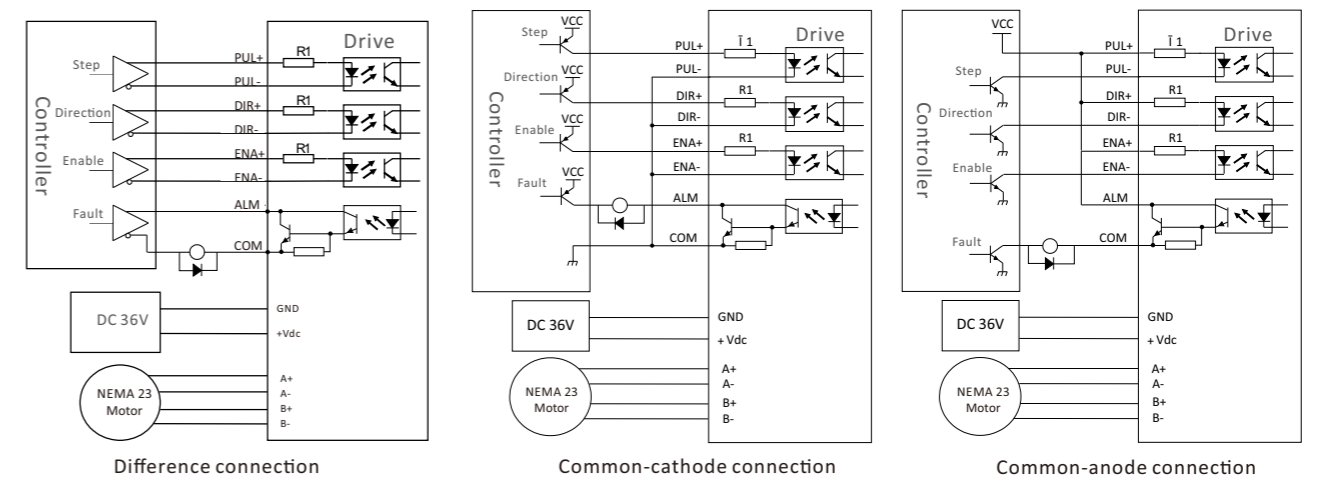 Controller
Step
Direction
Enable
Fault
PUL+
PUL-
DIR+
DIR-
ENA+
ENA-
ALM
COM
R1
R1
R1
Drive
DC 36V
GND
+Vdc
NEMA 23
Motor
A+
A-
B+
B-
Difference connection
Controller
Step
VCC
Direction
VCC
Enable
VCC
Fault
VCC
PUL+
PUL-
DIR+
DIR-
ENA+
ENA-
ALM
COM
Ī 1
R1
R1
Drive
DC 36V
GND
+ Vdc
NEMA 23
Motor
A+
A-
B+
B-
Common-cathode connection
Controller
VCC
Step
Direction
Enable
Fault
PUL+
PUL-
DIR+
DIR-
ENA+
ENA-
ALM
COM
Ī 1
R1
R1
Drive
DC 36V
GND
+ Vdc
NEMA 23
Motor
A+
A-
B+
B-
Common-anode connection